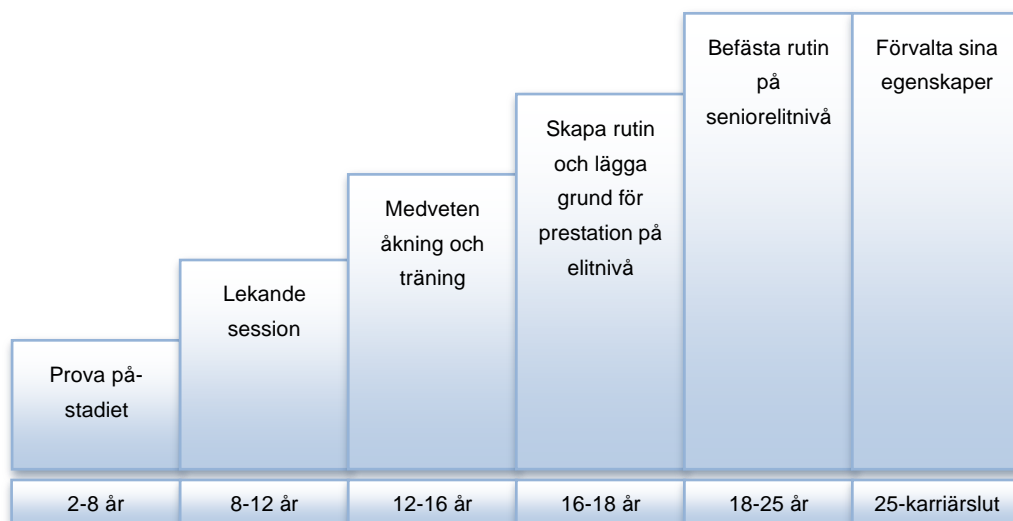 Prova på-
stadiet
Lekande
session
Medveten
åkning och
träning
Skapa rutin
och lägga
grund för
prestation på
elitnivå
Befästa rutin
på
seniorelitnivå
Förvalta sina
egenskaper
2-8 år
8-12 år
12-16 år
16-18 år
18-25 år
25-karriärslut